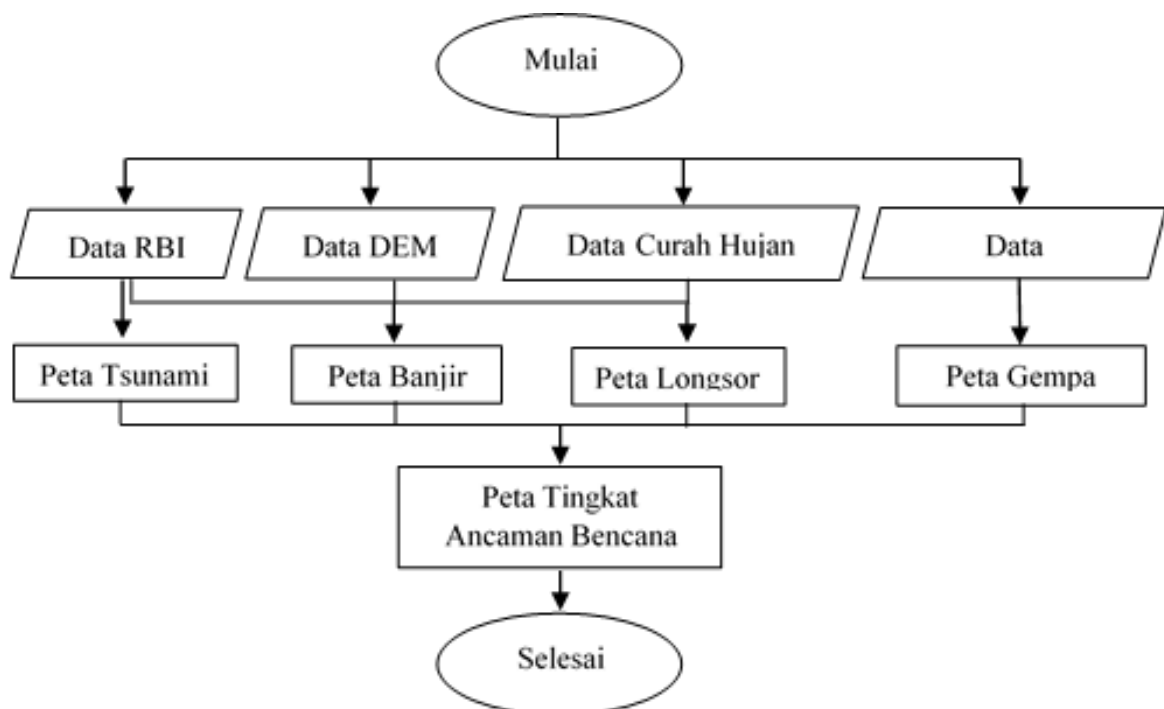 Mulai
Data RBI
Data DEM
Data Curah Hujan
Data
Peta Tsunami
Peta Banjir
Peta Longsor
Peta Gempa
Peta Tingkat
Ancaman Bencana
Selesai